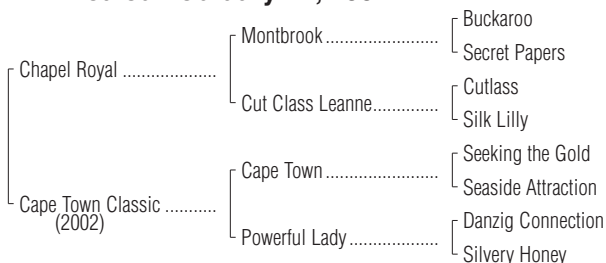 Buckaroo
Montbrook
Secret Papers
Chapel Royal
Cutlass
Cut Class Leanne
Silk Lilly
Seeking the Gold
Cape Town
Seaside Attraction
Cape Town Classic
(2002)
Danzig Connection
Powerful Lady
Silvery Honey